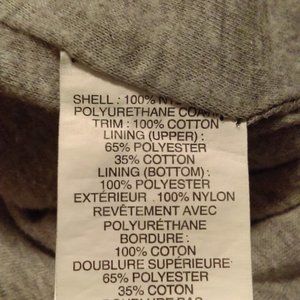 SHELL : 100%
POLYURETHANE
TRIM : 100% COTTON
LINING (UPPER) :
65% POLYESTER
35% COTTON
LINING (BOTTOM) :
100% POLYESTER
EXTÉRIEUR : 100% NYLON
REVÊTEMENT AVEC
POLYURÉTHANE
BORDURE :
100% COTON
DOUBLURE SUPÉRIEURE:
65% POLYESTER
35% COTON